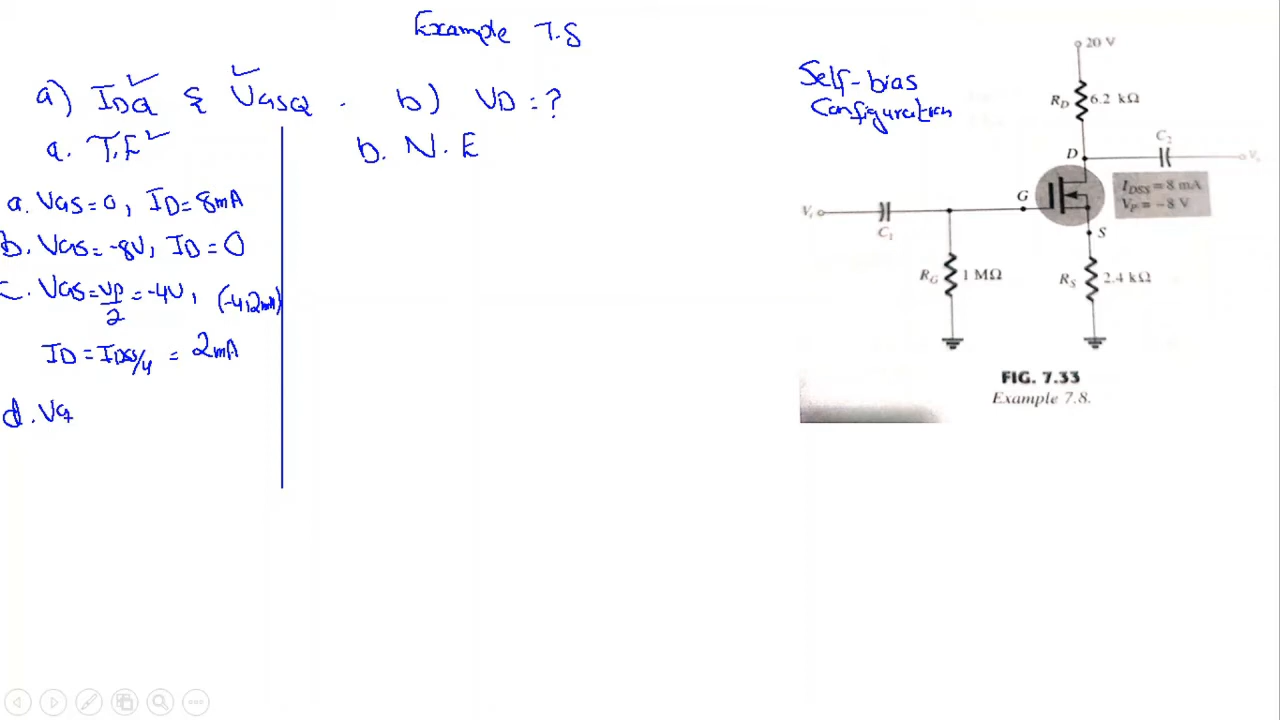 Example 7.8
a) IDQ & VGSQ . b) VD = ?
a. T.E
b. N.E
a. VGS = 0, ID = 8mA
b. VGS = -8V, ID = 0
c. VGS = VP/2 = -4V, (-4,2mA)
ID = IDSS/4 = 2mA
d. VG
Self-bias
Configuration
20 V
RD 6.2 kΩ
C2
D
Vo
IDSS = 8 mA
VP = -8 V
G
Vi
C1
S
RG 1 MΩ
RS 2.4 kΩ
FIG. 7.33
Example 7.8.